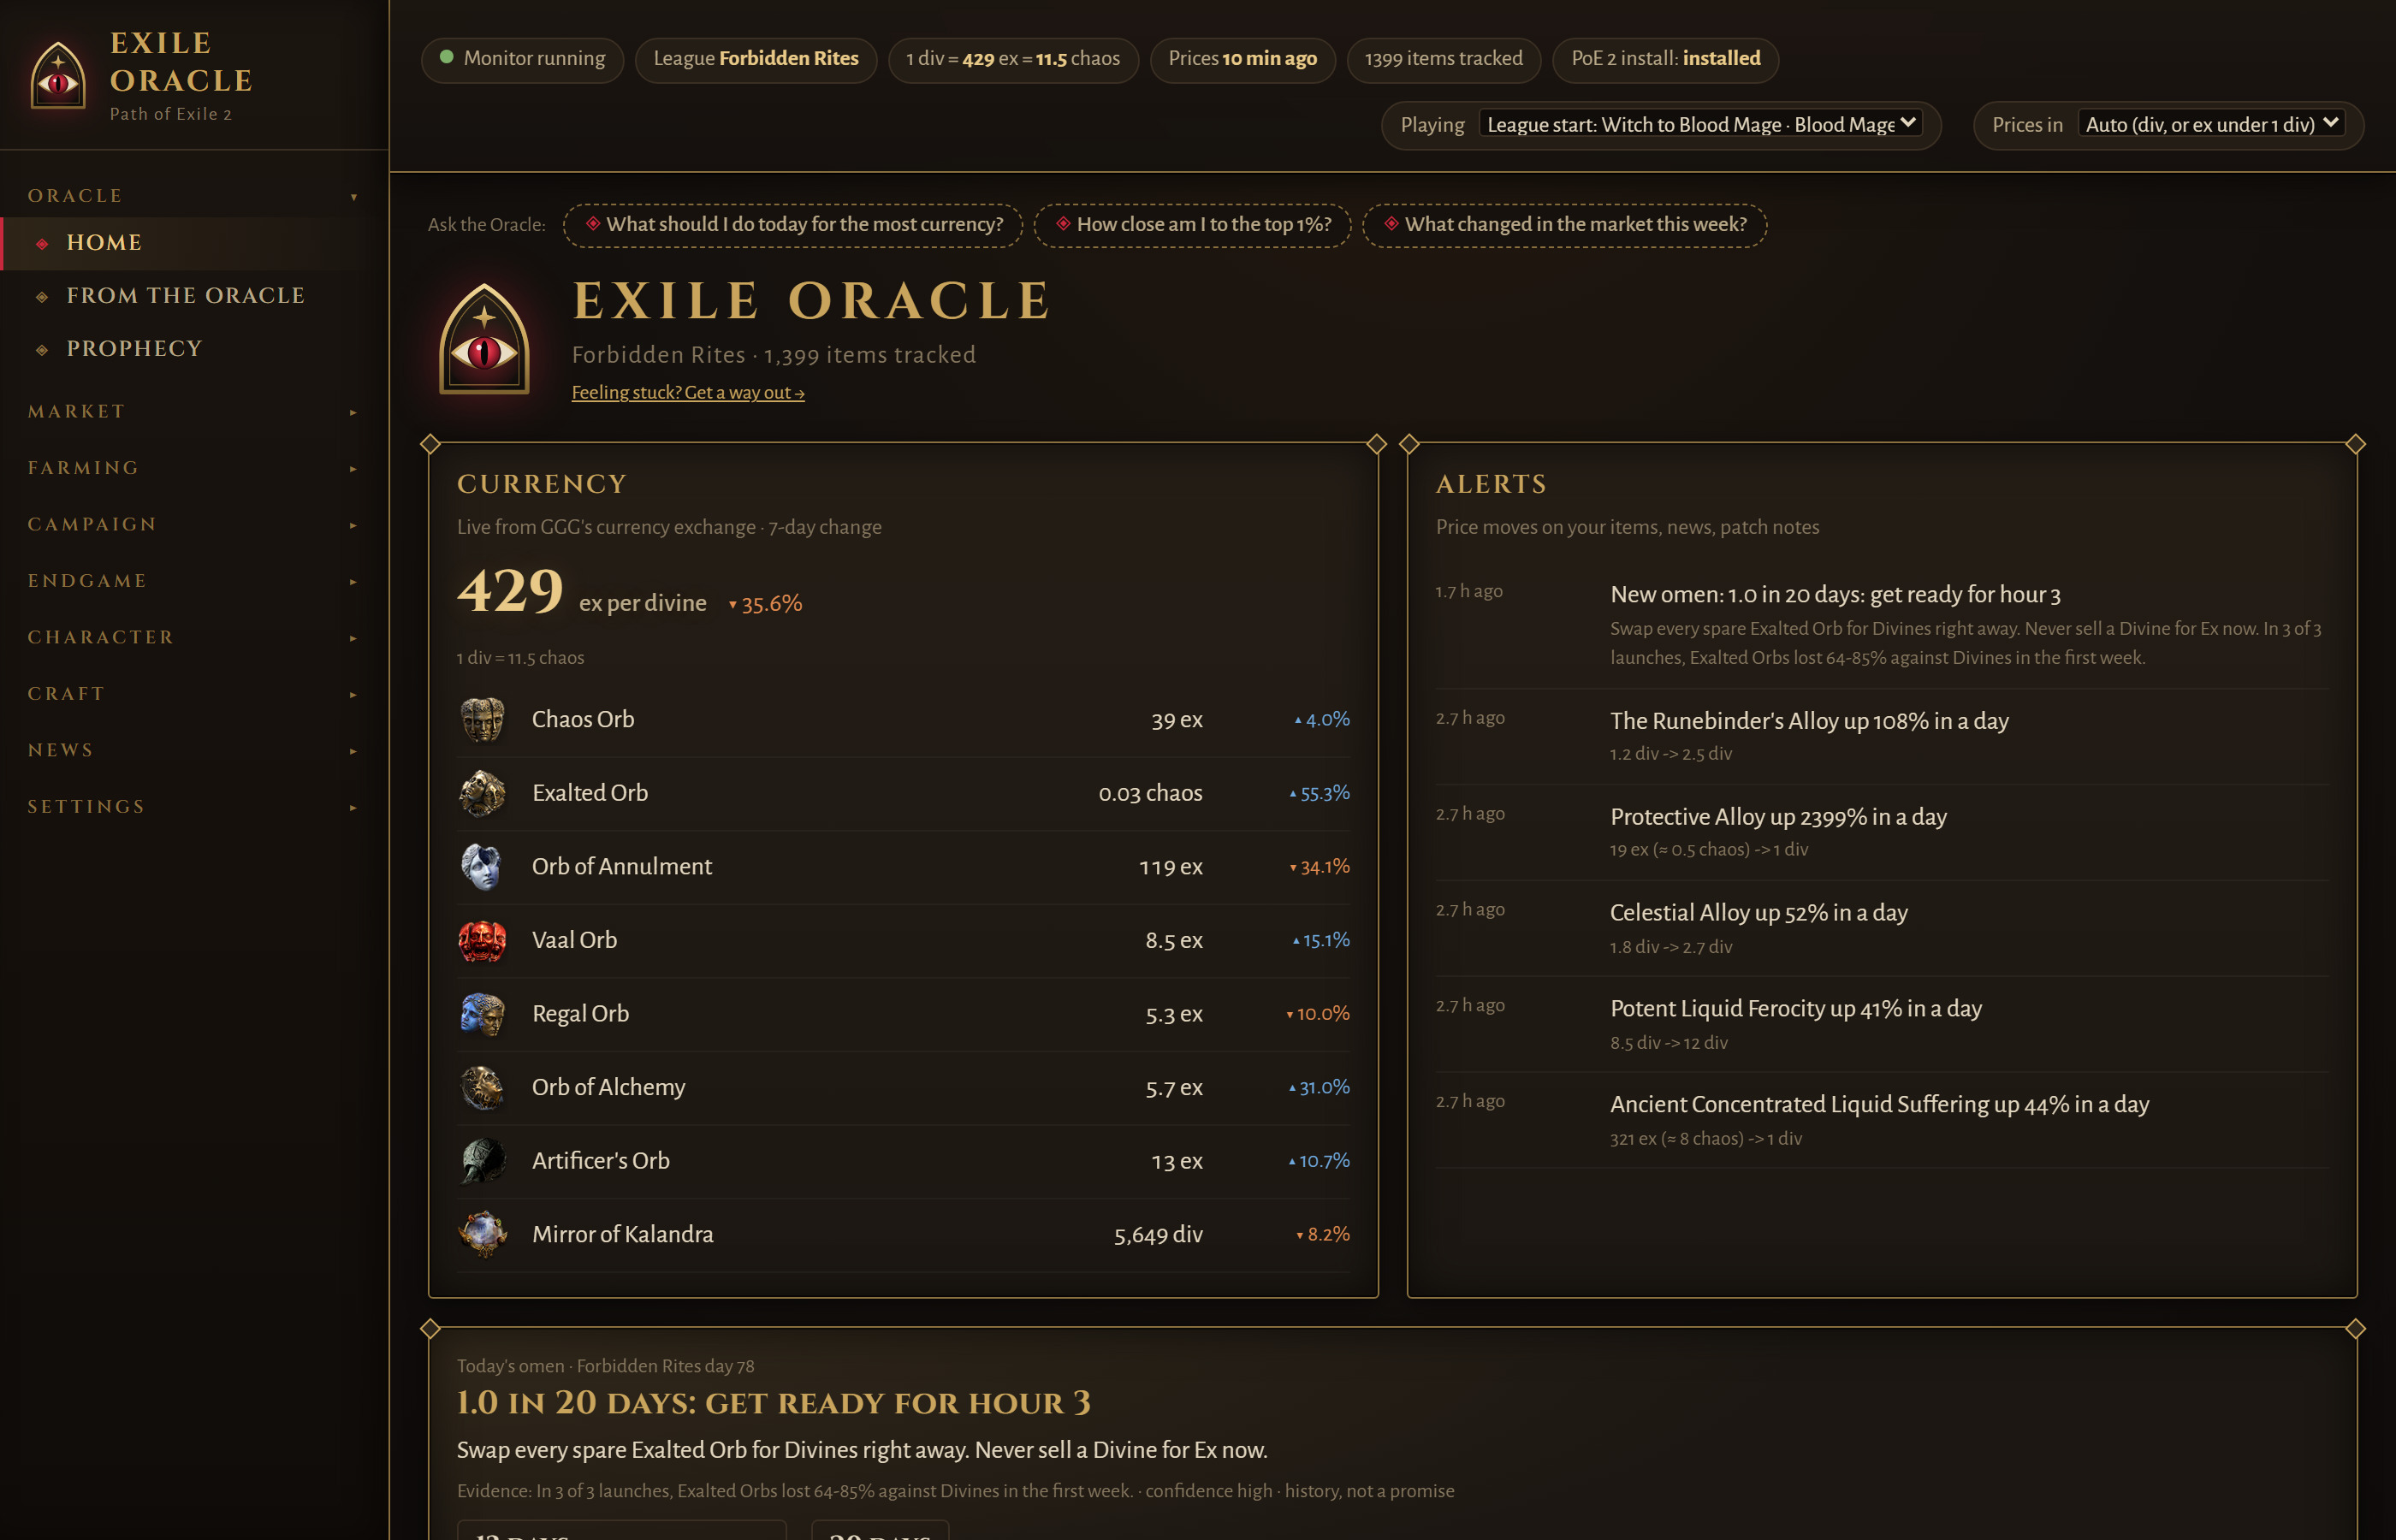 EXILE
ORACLE
Path of Exile 2
ORACLE
HOME
FROM THE ORACLE
PROPHECY
MARKET
FARMING
CAMPAIGN
ENDGAME
CHARACTER
CRAFT
NEWS
SETTINGS
Monitor running
League Forbidden Rites
1 div = 429 ex = 11.5 chaos
Prices 10 min ago
1399 items tracked
PoE 2 install: installed
Playing League start: Witch to Blood Mage · Blood Mage
Prices in Auto (div, or ex under 1 div)
Ask the Oracle:
What should I do today for the most currency?
How close am I to the top 1%?
What changed in the market this week?
EXILE ORACLE
Forbidden Rites · 1,399 items tracked
Feeling stuck? Get a way out →
CURRENCY
Live from GGG's currency exchange · 7-day change
429 ex per divine ▾ 35.6%
1 div = 11.5 chaos
Chaos Orb 39 ex ▴ 4.0%
Exalted Orb 0.03 chaos ▴ 55.3%
Orb of Annulment 119 ex ▾ 34.1%
Vaal Orb 8.5 ex ▴ 15.1%
Regal Orb 5.3 ex ▾ 10.0%
Orb of Alchemy 5.7 ex ▴ 31.0%
Artificer's Orb 13 ex ▴ 10.7%
Mirror of Kalandra 5,649 div ▾ 8.2%
ALERTS
Price moves on your items, news, patch notes
1.7 h ago
New omen: 1.0 in 20 days: get ready for hour 3
Swap every spare Exalted Orb for Divines right away. Never sell a Divine for Ex now. In 3 of 3
launches, Exalted Orbs lost 64-85% against Divines in the first week.
2.7 h ago
The Runebinder's Alloy up 108% in a day
1.2 div -> 2.5 div
2.7 h ago
Protective Alloy up 2399% in a day
19 ex (≈ 0.5 chaos) -> 1 div
2.7 h ago
Celestial Alloy up 52% in a day
1.8 div -> 2.7 div
2.7 h ago
Potent Liquid Ferocity up 41% in a day
8.5 div -> 12 div
2.7 h ago
Ancient Concentrated Liquid Suffering up 44% in a day
321 ex (≈ 8 chaos) -> 1 div
Today's omen · Forbidden Rites day 78
1.0 IN 20 DAYS: GET READY FOR HOUR 3
Swap every spare Exalted Orb for Divines right away. Never sell a Divine for Ex now.
Evidence: In 3 of 3 launches, Exalted Orbs lost 64-85% against Divines in the first week. · confidence high · history, not a promise